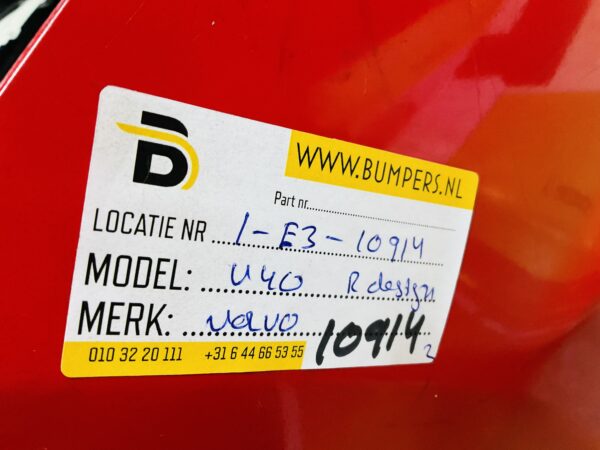 WWW.BUMPERS.NL
Part nr.
LOCATIE NR 1-E3-10914
MODEL: V40 R design
MERK: Volvo 10914 2
010 32 20 111 +31 6 44 66 53 55